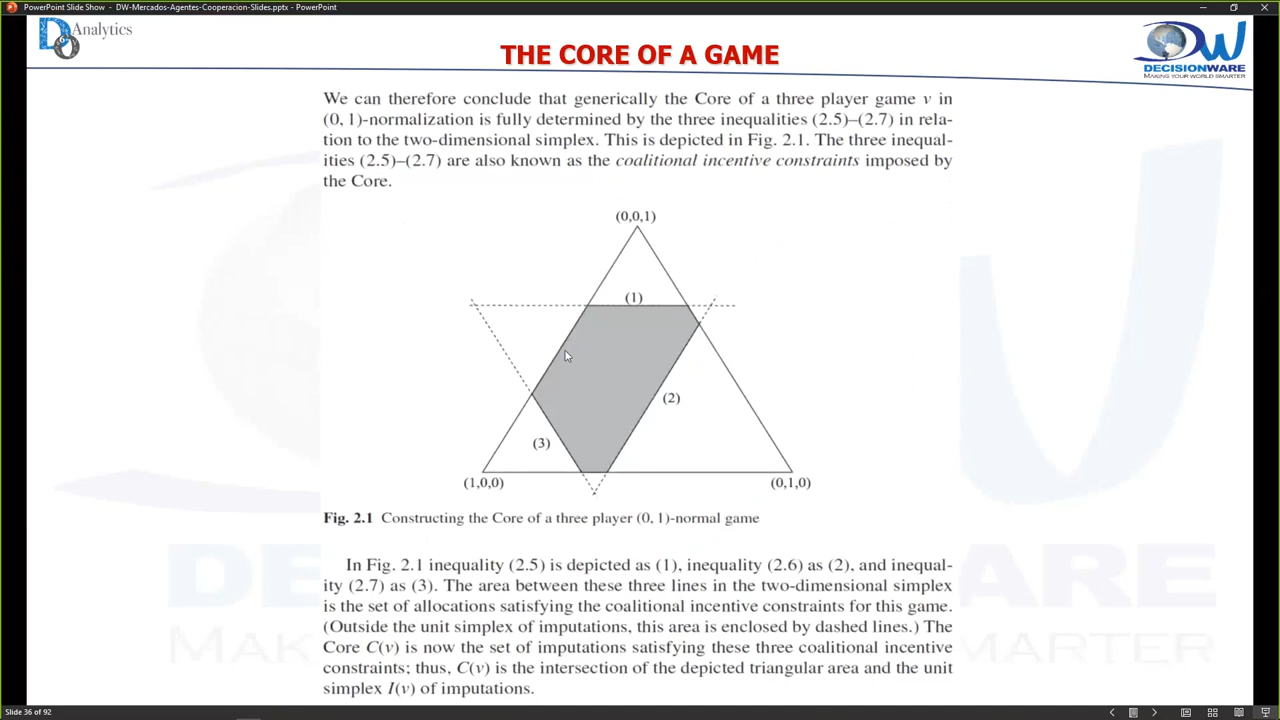 PowerPoint Slide Show - DW-Mercados-Agentes-Cooperacion-Slides.pptx - PowerPoint
Analytics
THE CORE OF A GAME
DECISIONWARE
MAKING YOUR WORLD SMARTER
We can therefore conclude that generically the Core of a three player game v in
(0, 1)-normalization is fully determined by the three inequalities (2.5)–(2.7) in rela-
tion to the two-dimensional simplex. This is depicted in Fig. 2.1. The three inequal-
ities (2.5)–(2.7) are also known as the coalitional incentive constraints imposed by
the Core.
(0,0,1)
(1)
(2)
(3)
(1,0,0)
(0,1,0)
Fig. 2.1 Constructing the Core of a three player (0, 1)-normal game
In Fig. 2.1 inequality (2.5) is depicted as (1), inequality (2.6) as (2), and inequal-
ity (2.7) as (3). The area between these three lines in the two-dimensional simplex
is the set of allocations satisfying the coalitional incentive constraints for this game.
(Outside the unit simplex of imputations, this area is enclosed by dashed lines.) The
Core C(v) is now the set of imputations satisfying these three coalitional incentive
constraints; thus, C(v) is the intersection of the depicted triangular area and the unit
simplex I(v) of imputations.
Slide 36 of 92